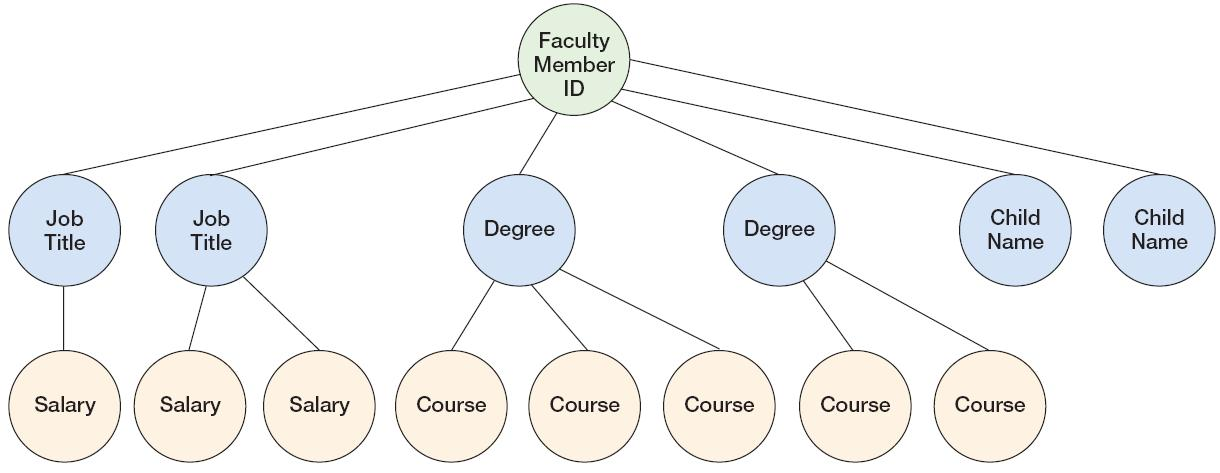 Faculty
Member
ID
Job
Title
Job
Title
Degree
Degree
Child
Name
Child
Name
Salary
Salary
Salary
Course
Course
Course
Course
Course